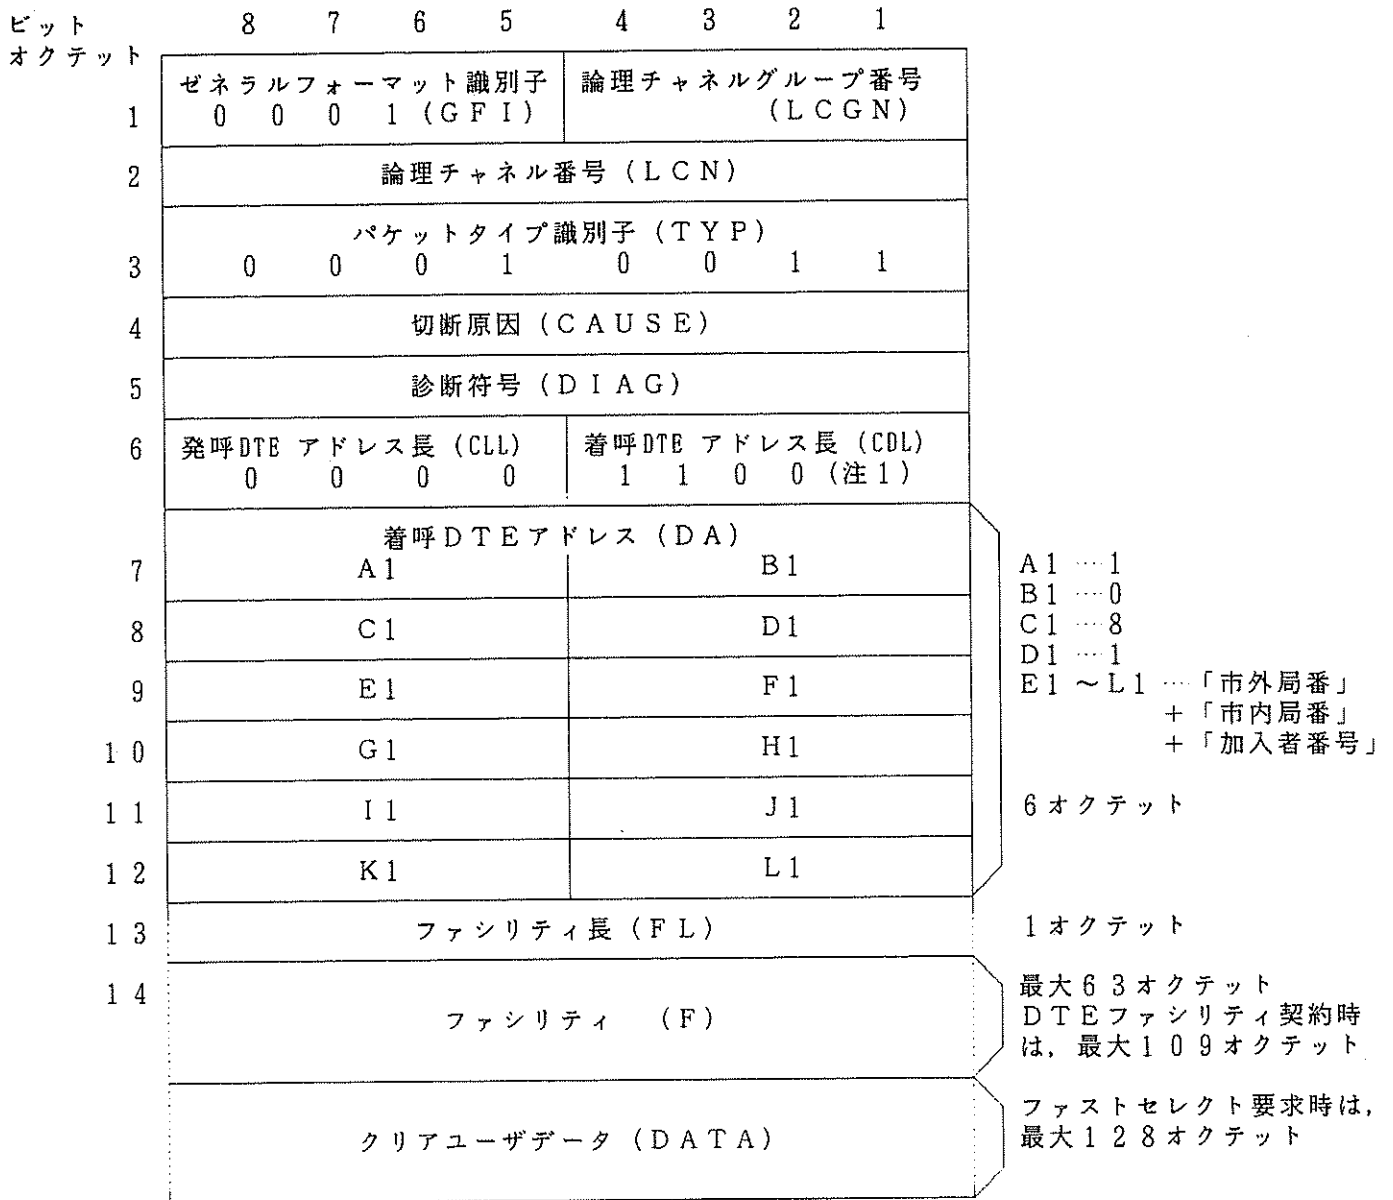 ビット 8 7 6 5 4 3 2 1
オクテット
ゼネラルフォーマット識別子 論理チャネルグループ番号
1 0 0 0 1 (GFI) (LCGN)
2 論理チャネル番号 (LCN)
パケットタイプ識別子 (TYP)
3 0 0 0 1 0 0 1 1
4 切断原因 (CAUSE)
5 診断符号 (DIAG)
6 発呼DTE アドレス長 (CLL) 着呼DTE アドレス長 (CDL)
0 0 0 0 1 1 0 0 (注1)
着呼DTEアドレス (DA)
7 A1 B1
8 C1 D1
9 E1 F1
10 G1 H1
11 I1 J1
12 K1 L1
A1 …1
B1 …0
C1 …8
D1 …1
E1 ~L1 …「市外局番」
+「市内局番」
+「加入者番号」
6オクテット
13 ファシリティ長 (FL) 1オクテット
14 ファシリティ (F)
最大63オクテット
DTEファシリティ契約時
は,最大109オクテット
クリアユーザデータ (DATA)
ファストセレクト要求時は,
最大128オクテット